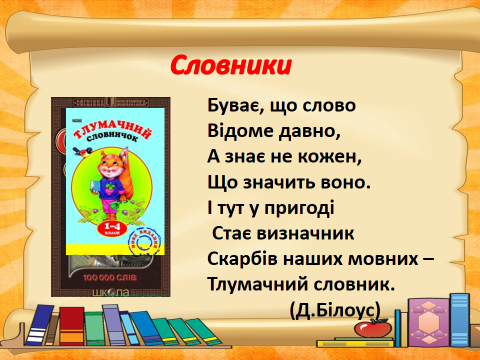 Словники
Буває, що слово
Відоме давно,
А знає не кожен,
Що значить воно.
І тут у пригоді
Стає визначник
Скарбів наших мовних –
Тлумачний словник.
(Д.Білоус)
ТЛУМАЧНИЙ
СЛОВНИЧОК
1–4
КЛАСИ
100 000 СЛІВ
ШКОЛА